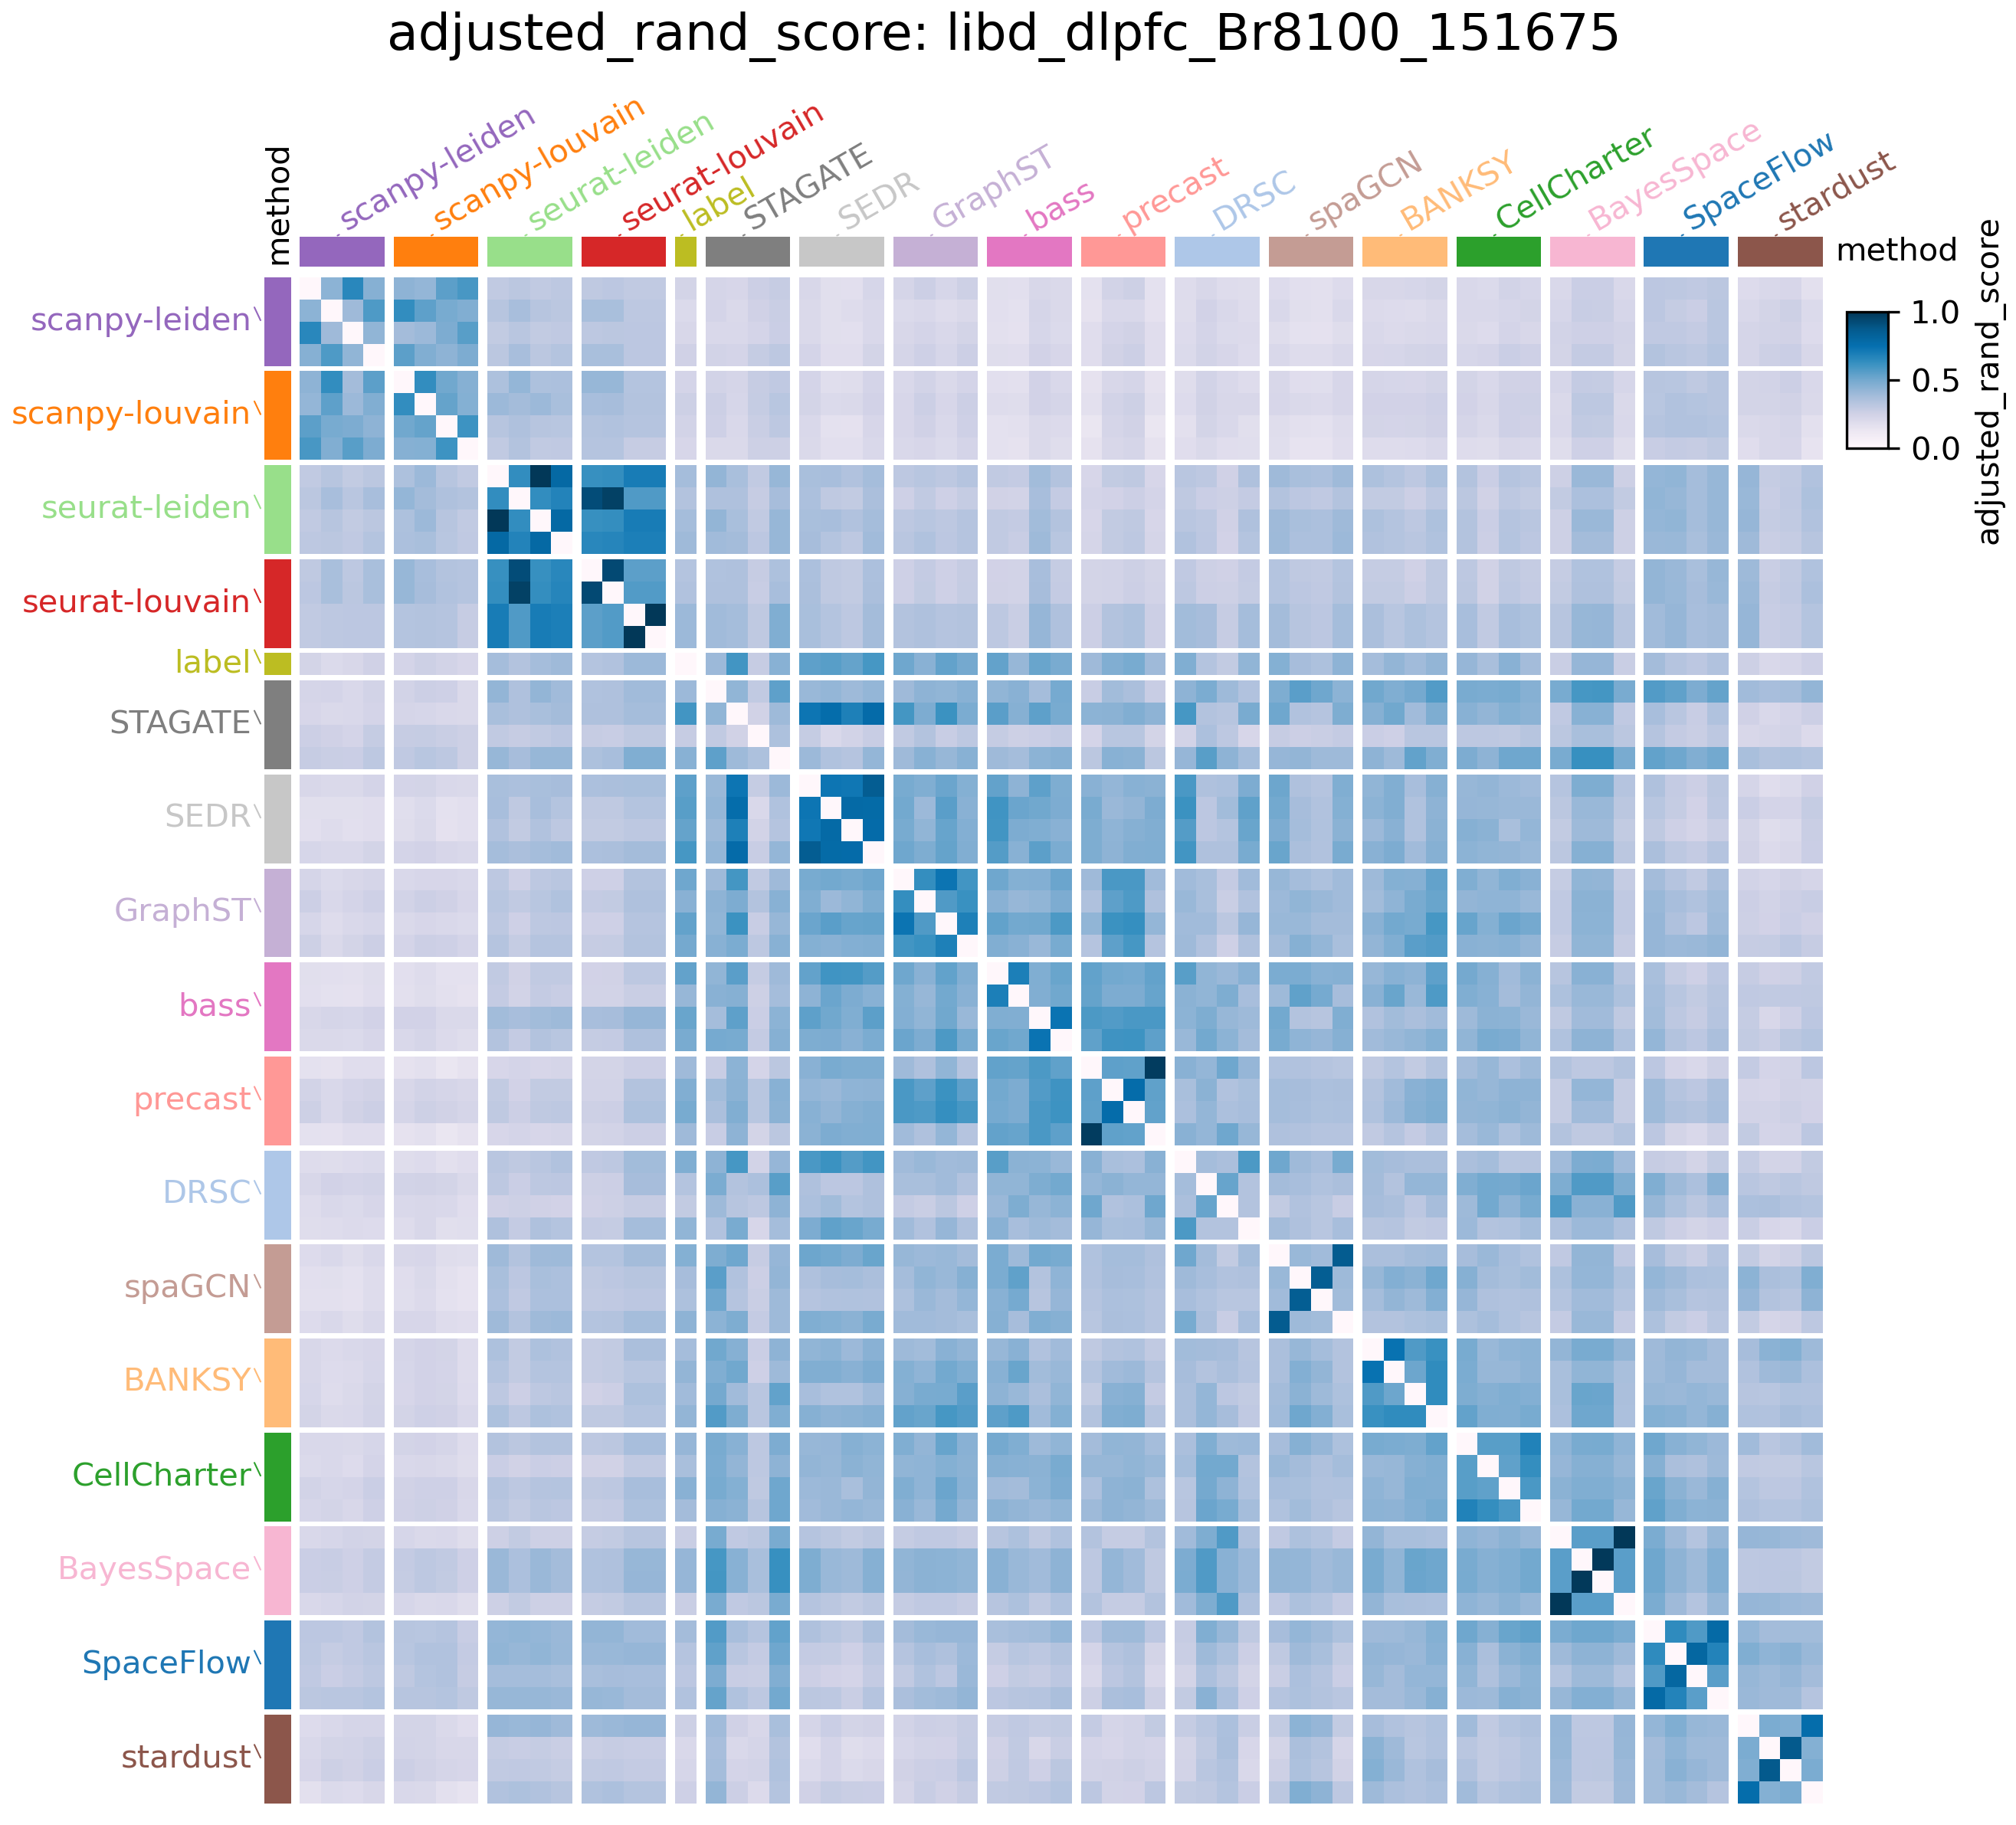 adjusted_rand_score: libd_dlpfc_Br8100_151675
method
scanpy-leiden
scanpy-louvain
seurat-leiden
seurat-louvain
label
STAGATE
SEDR
GraphST
bass
precast
DRSC
spaGCN
BANKSY
CellCharter
BayesSpace
SpaceFlow
stardust
method
1.0
0.5
0.0
adjusted_rand_score
scanpy-leiden
scanpy-louvain
seurat-leiden
seurat-louvain
label
STAGATE
SEDR
GraphST
bass
precast
DRSC
spaGCN
BANKSY
CellCharter
BayesSpace
SpaceFlow
stardust